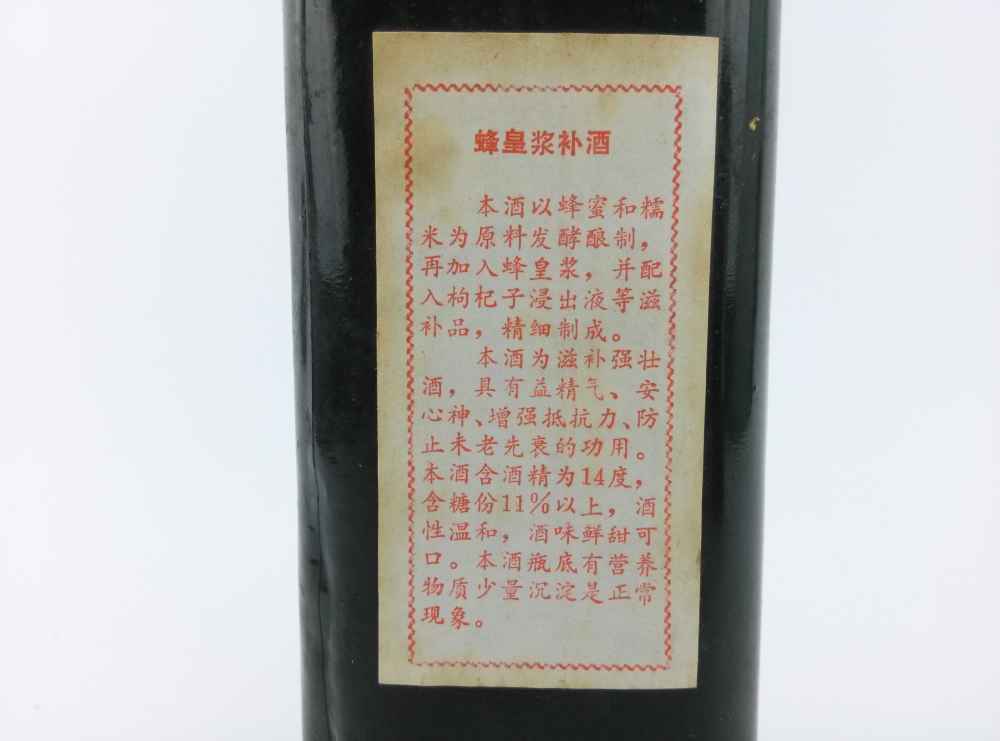 蜂皇浆补酒
本酒以蜂蜜和糯
米为原料发酵酿制，
再加入蜂皇浆，并配
入枸杞子浸出液等滋
补品，精细制成。
本酒为滋补强壮
酒，具有益精气、安
心神、增强抵抗力、防
止未老先衰的功用。
本酒含酒精为14度，
含糖份11%以上，酒
性温和，酒味鲜甜可
口。本酒瓶底有营养
物质少量沉淀是正常
现象。